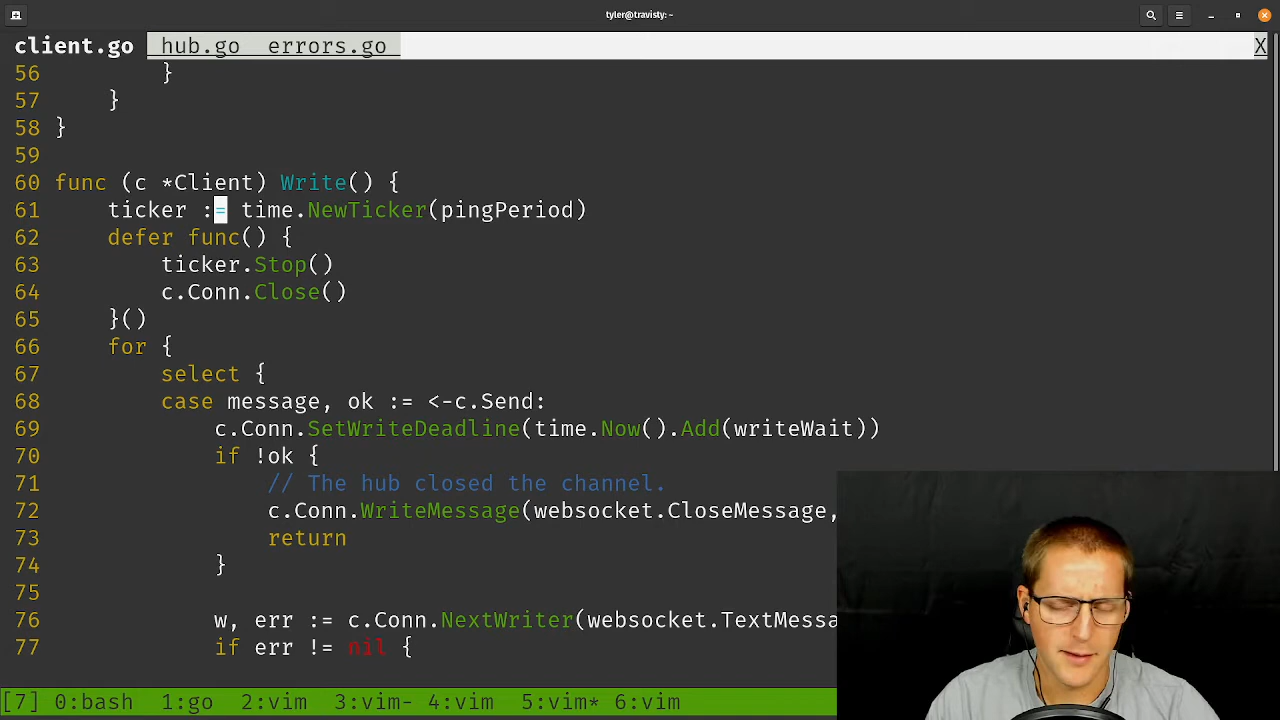 tyler@travisty: ~
client.go hub.go errors.go X
56 }
57 }
58 }
59
60 func (c *Client) Write() {
61 ticker := time.NewTicker(pingPeriod)
62 defer func() {
63 ticker.Stop()
64 c.Conn.Close()
65 }()
66 for {
67 select {
68 case message, ok := <-c.Send:
69 c.Conn.SetWriteDeadline(time.Now().Add(writeWait))
70 if !ok {
71 // The hub closed the channel.
72 c.Conn.WriteMessage(websocket.CloseMessage,
73 return
74 }
75
76 w, err := c.Conn.NextWriter(websocket.TextMessa
77 if err != nil {
[7] 0:bash 1:go 2:vim 3:vim- 4:vim 5:vim* 6:vim